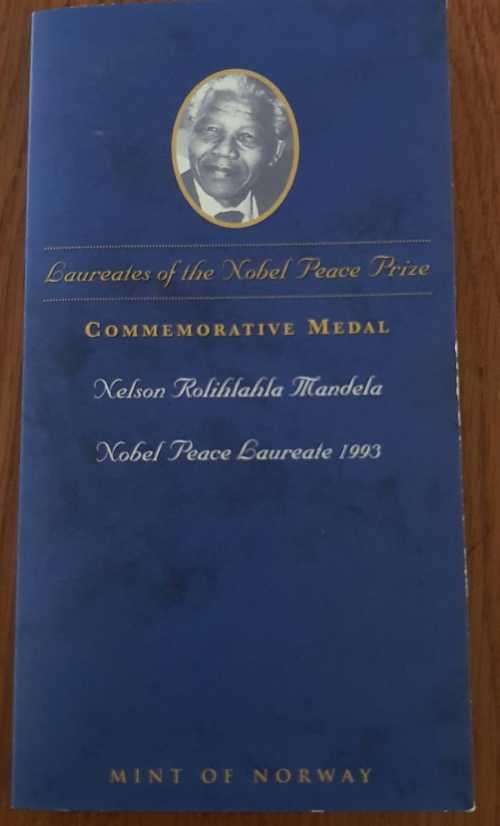 Laureates of the Nobel Peace Prize
COMMEMORATIVE MEDAL
Nelson Rolihlahla Mandela
Nobel Peace Laureate 1993
MINT OF NORWAY